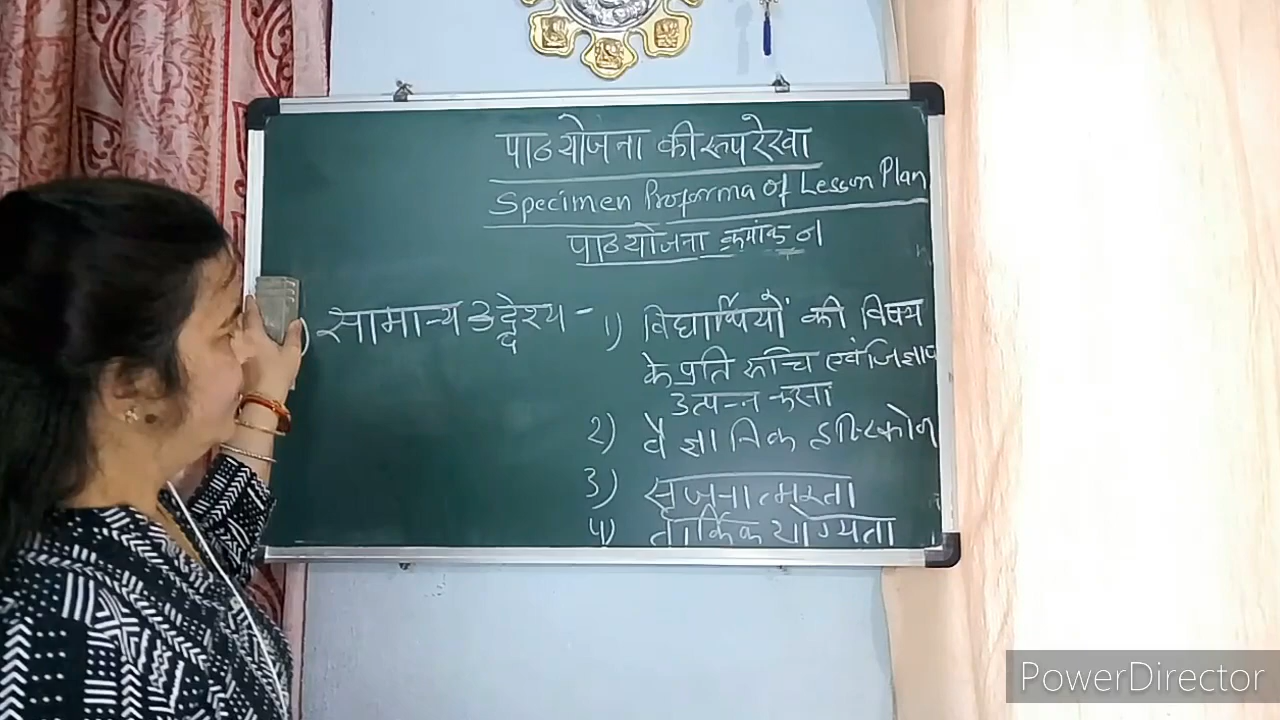 पाठ योजना की रूपरेखा
Specimen Proforma of Lesson Plan
पाठ योजना क्रमांक न
) सामान्य उद्देश्य - 1) विद्यार्थियों की विषय
के प्रति रुचि एवं जिज्ञाप
उत्पन्न करना
2) वैज्ञानिक दृष्टिकोन
3) सृजनात्मकता
4) तार्किक योग्यता
PowerDirector